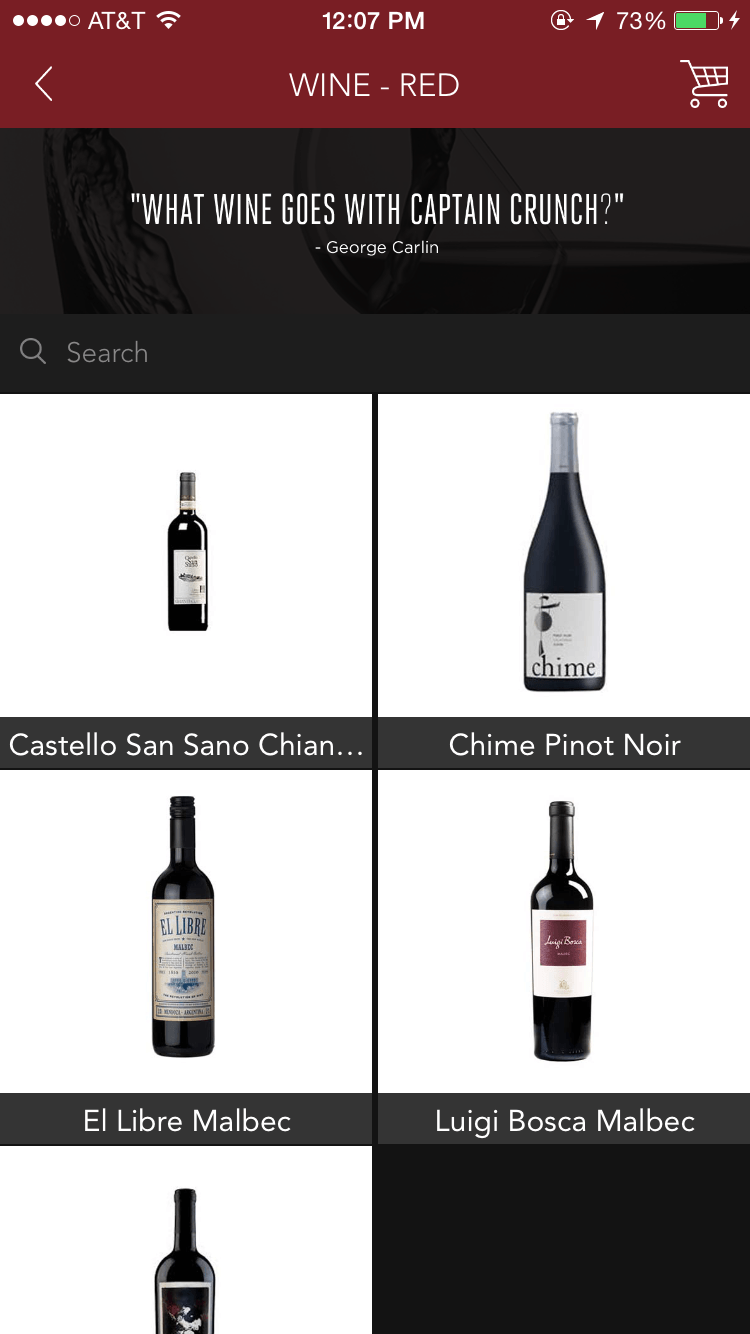 AT&T 12:07 PM 73%
WINE - RED
"WHAT WINE GOES WITH CAPTAIN CRUNCH?"
- George Carlin
Search
Castello San Sano Chian...
chime
Chime Pinot Noir
EL LIBRE
MALBEC
El Libre Malbec
Luigi Bosca
Luigi Bosca Malbec